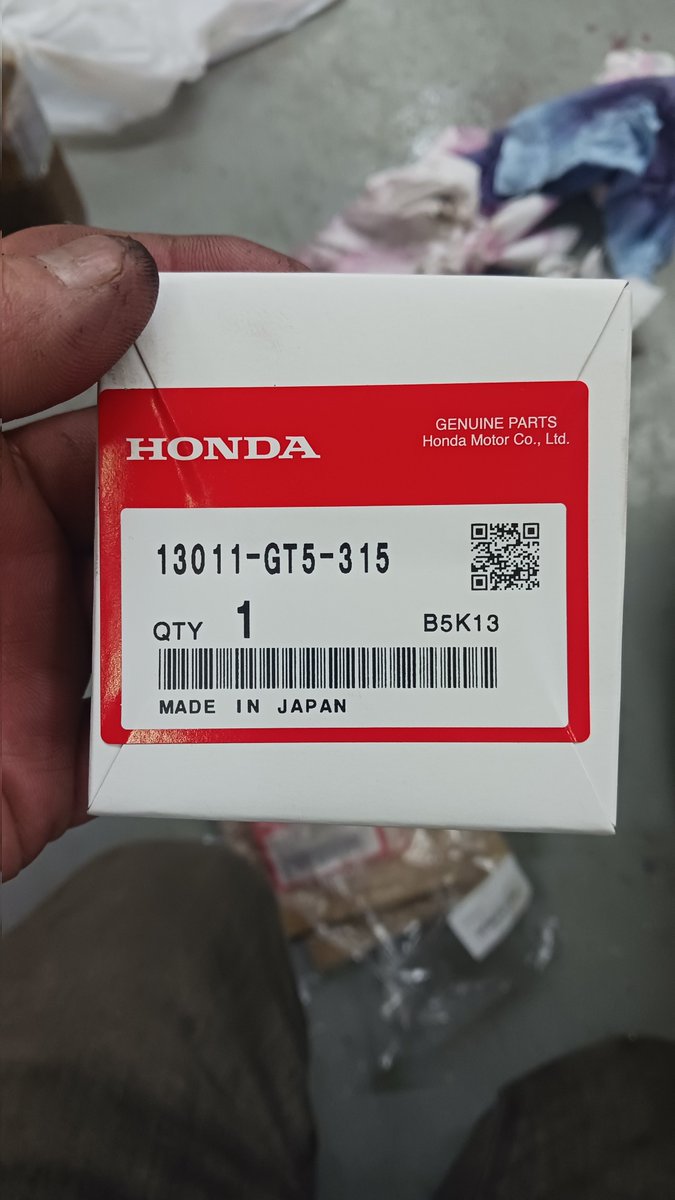 HONDA
GENUINE PARTS
Honda Motor Co., Ltd.
13011-GT5-315
QTY 1
B5K13
MADE IN JAPAN